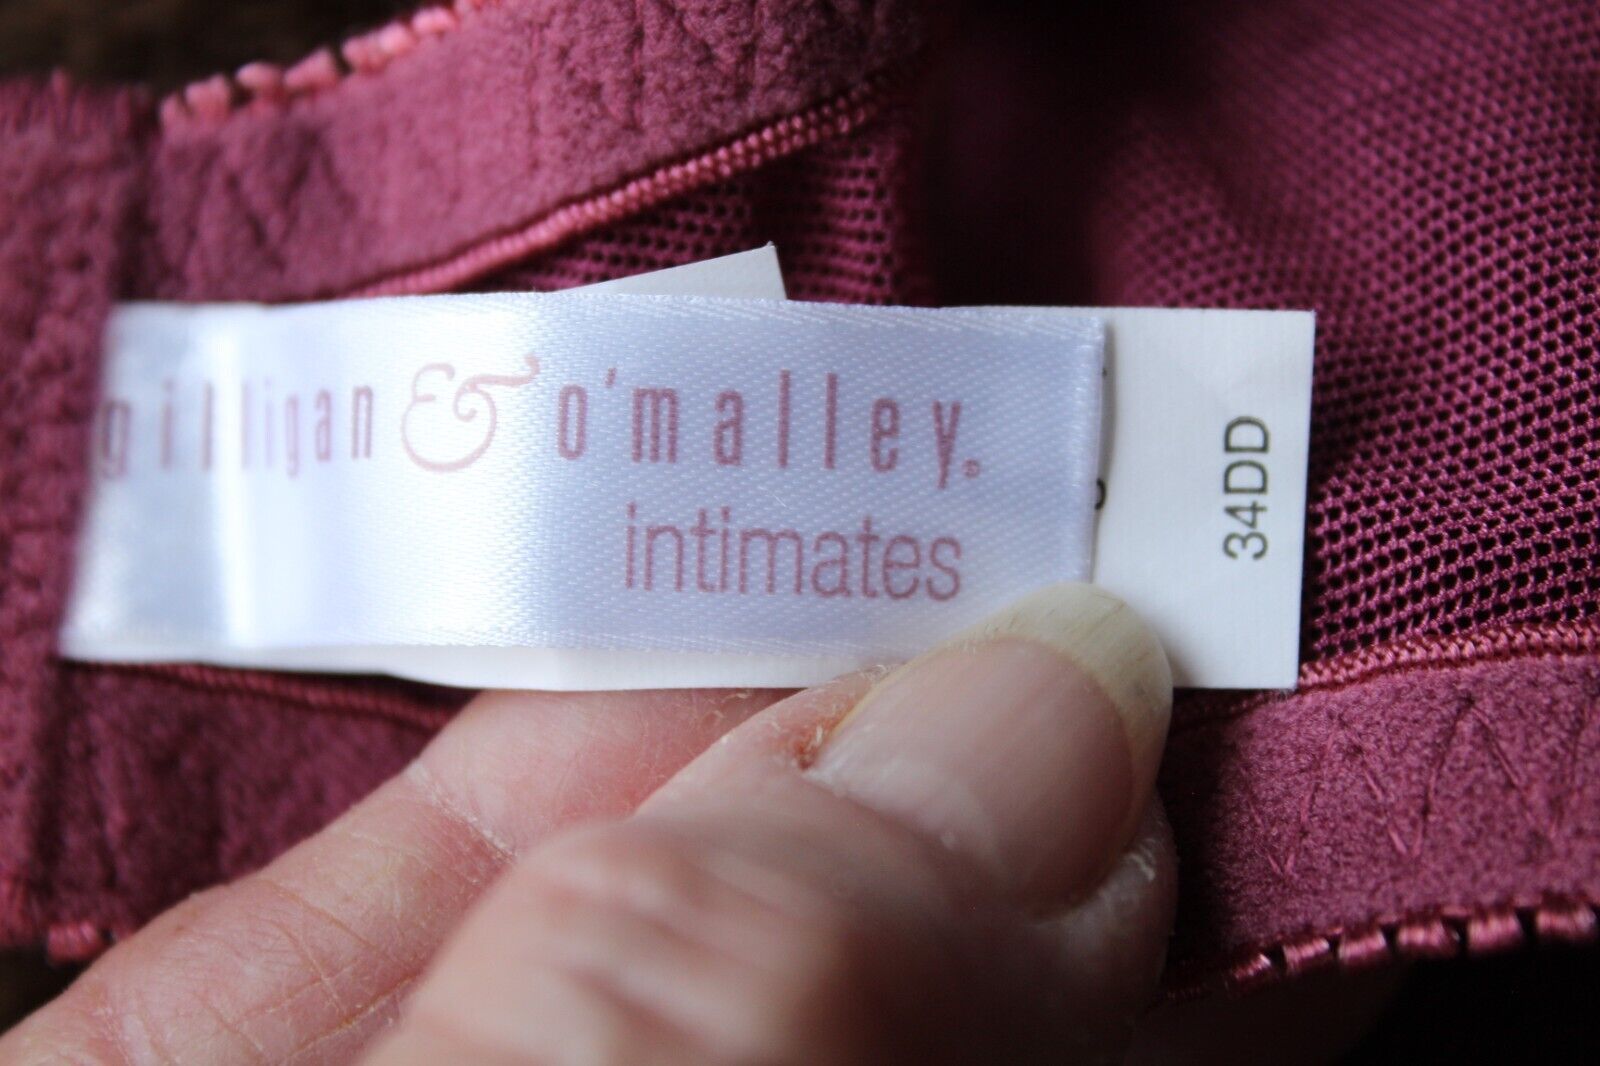 gilligan & o'malley®
intimates
34DD